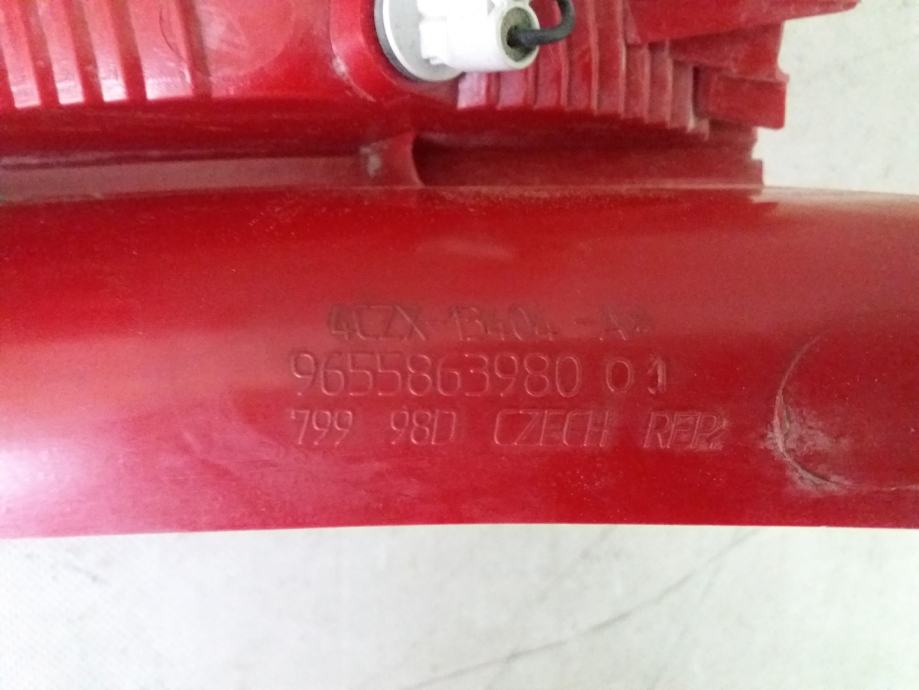 4CZX-13404-A
9655863980 01
799 98D CZECH REP.